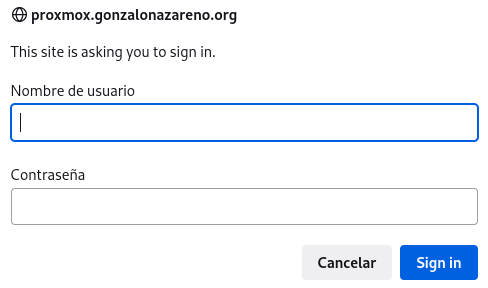 proxmox.gonzalonazareno.org
This site is asking you to sign in.
Nombre de usuario
Contraseña
Cancelar Sign in